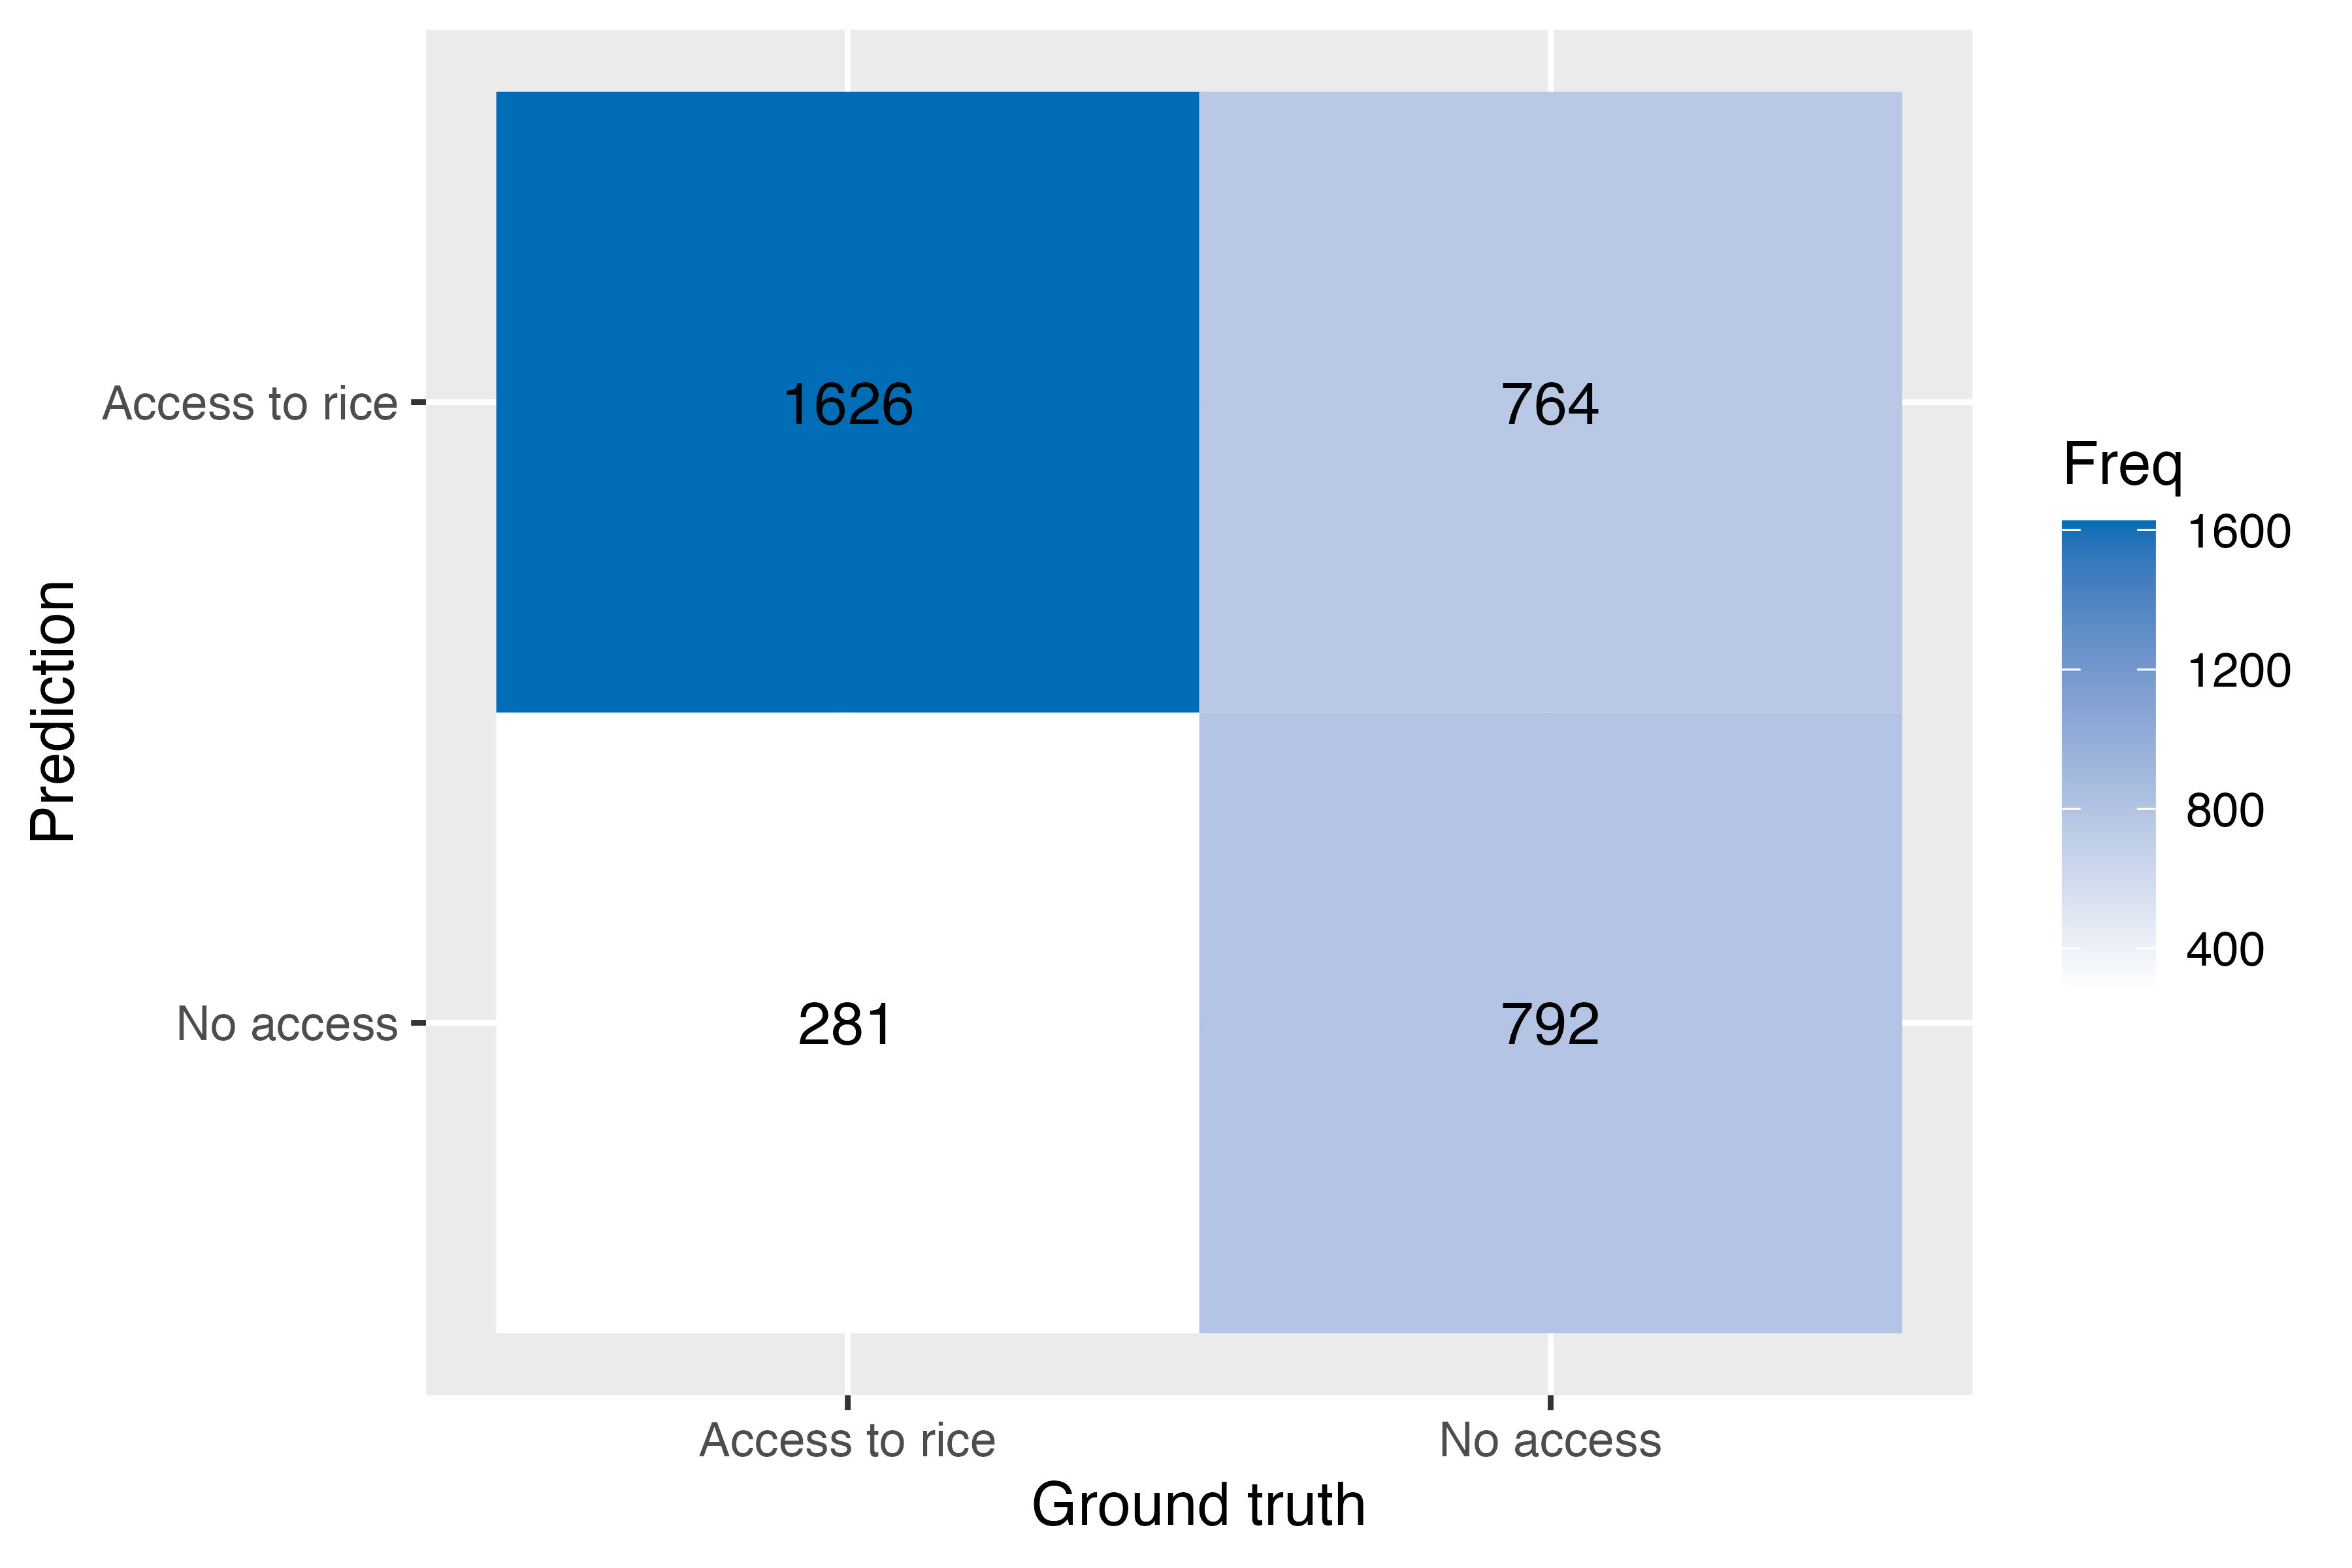 Prediction
Access to rice
No access
1626
764
281
792
Access to rice
No access
Ground truth
Freq
1600
1200
800
400